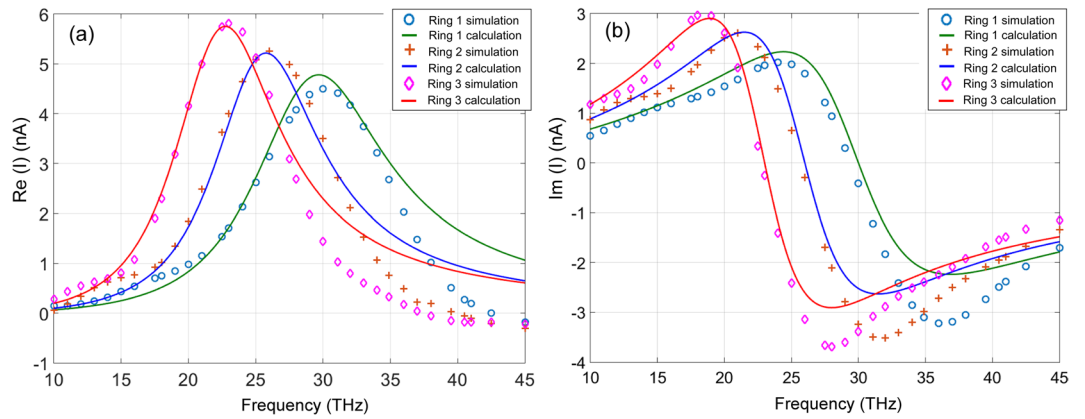 (a)
Ring 1 simulation
Ring 1 calculation
Ring 2 simulation
Ring 2 calculation
Ring 3 simulation
Ring 3 calculation
Re (I) (nA)
6
5
4
3
2
1
0
-1
10 15 20 25 30 35 40 45
Frequency (THz)
(b)
Ring 1 simulation
Ring 1 calculation
Ring 2 simulation
Ring 2 calculation
Ring 3 simulation
Ring 3 calculation
Im (I) (nA)
3
2
1
0
-1
-2
-3
-4
10 15 20 25 30 35 40 45
Frequency (THz)